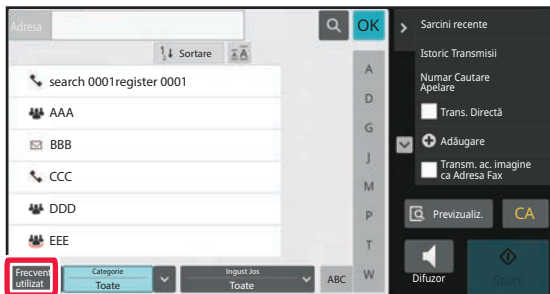 Adresa
OK
Sortare
search 0001register 0001
AAA
BBB
CCC
DDD
EEE
A
D
G
J
M
P
T
W
Frecvent
utilizat
Categorie
Toate
Ingust Jos
Toate
ABC
Sarcini recente
Istoric Transmisii
Numar Cautare
Apelare
Trans. Directă
Adăugare
Transm. ac. imagine
ca Adresa Fax
Previzualiz.
CA
Difuzor
Start